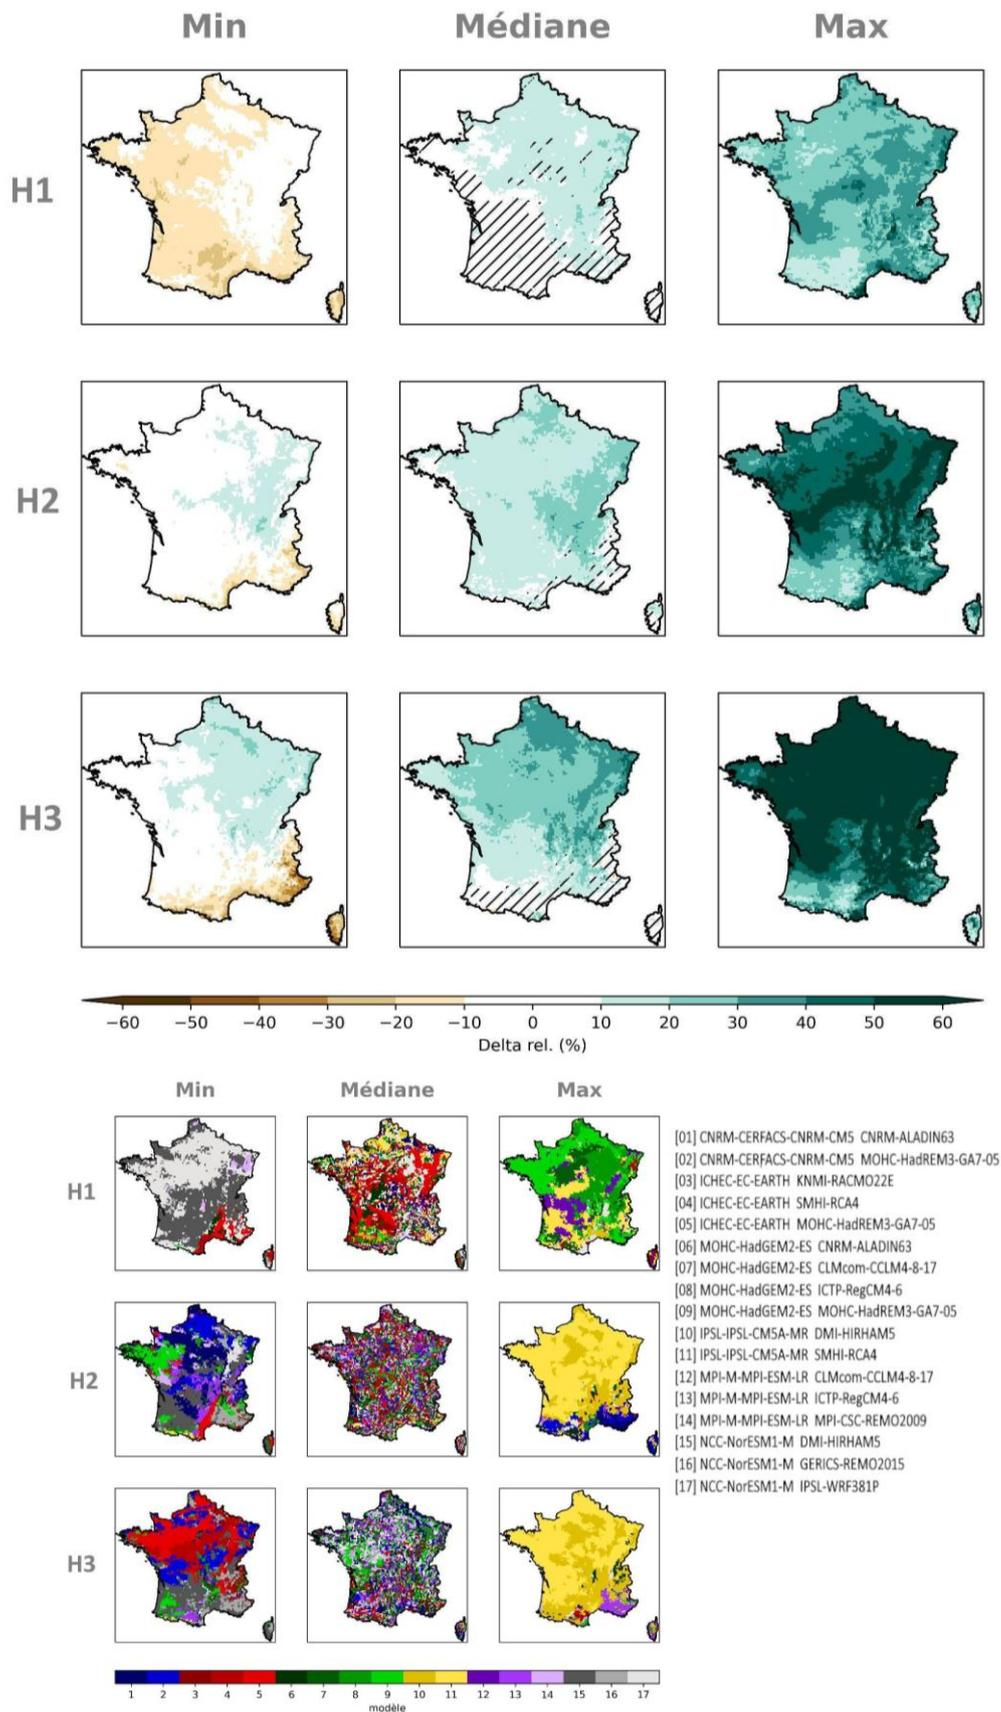 Min Médiane Max
H1
H2
H3
−60 −50 −40 −30 −20 −10 0 10 20 30 40 50 60
Delta rel. (%)
Min Médiane Max
H1
H2
H3
[01] CNRM-CERFACS-CNRM-CM5 CNRM-ALADIN63
[02] CNRM-CERFACS-CNRM-CM5 MOHC-HadREM3-GA7-05
[03] ICHEC-EC-EARTH KNMI-RACMO22E
[04] ICHEC-EC-EARTH SMHI-RCA4
[05] ICHEC-EC-EARTH MOHC-HadREM3-GA7-05
[06] MOHC-HadGEM2-ES CNRM-ALADIN63
[07] MOHC-HadGEM2-ES CLMcom-CCLM4-8-17
[08] MOHC-HadGEM2-ES ICTP-RegCM4-6
[09] MOHC-HadGEM2-ES MOHC-HadREM3-GA7-05
[10] IPSL-IPSL-CM5A-MR DMI-HIRHAM5
[11] IPSL-IPSL-CM5A-MR SMHI-RCA4
[12] MPI-M-MPI-ESM-LR CLMcom-CCLM4-8-17
[13] MPI-M-MPI-ESM-LR ICTP-RegCM4-6
[14] MPI-M-MPI-ESM-LR MPI-CSC-REMO2009
[15] NCC-NorESM1-M DMI-HIRHAM5
[16] NCC-NorESM1-M GERICS-REMO2015
[17] NCC-NorESM1-M IPSL-WRF381P
1 2 3 4 5 6 7 8 9 10 11 12 13 14 15 16 17
modèle